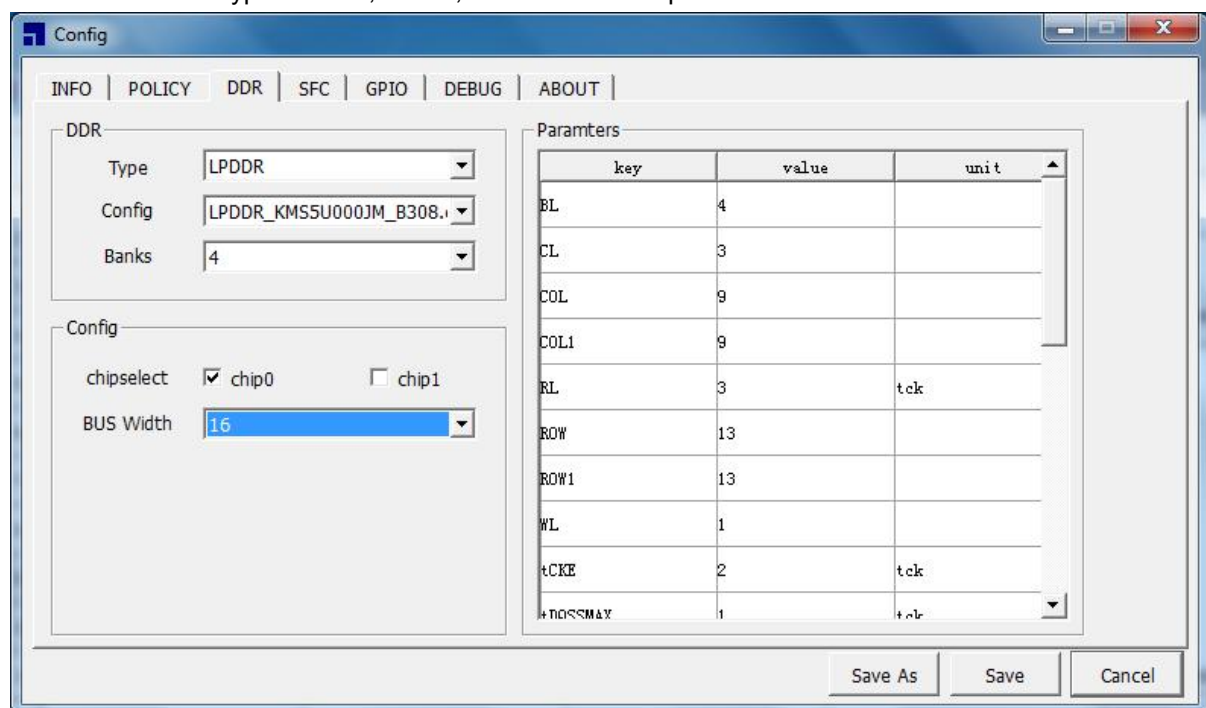 Config
INFO POLICY DDR SFC GPIO DEBUG ABOUT
DDR
Type LPDDR
Config LPDDR_KMS5U000JM_B308.
Banks 4
Config
chipselect chip0 chip1
BUS Width 16
Paramters
key value unit
BL 4
CL 3
COL 9
COL1 9
RL 3 tck
ROW 13
ROW1 13
WL 1
tCKE 2 tck
tDQSSMAX 1 tck
Save As Save Cancel